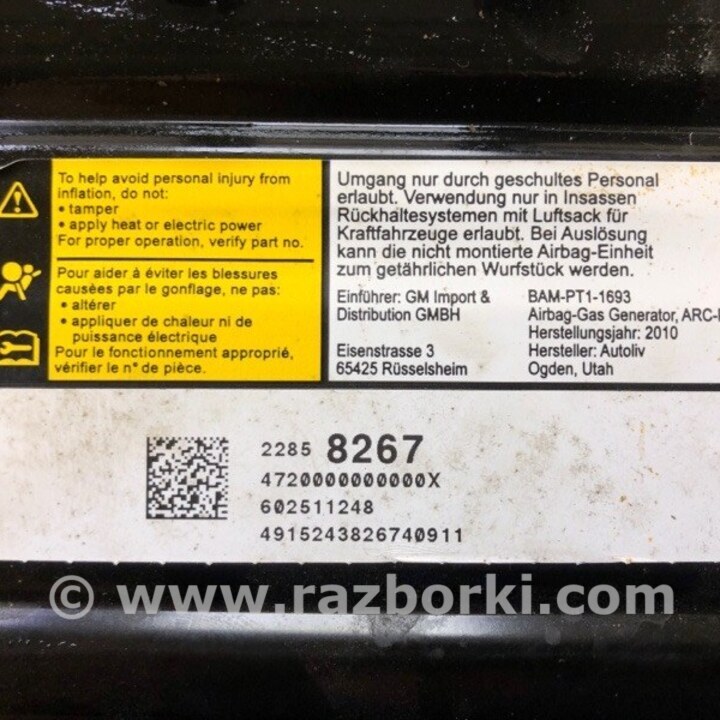 To help avoid personal injury from
inflation, do not:
• tamper
• apply heat or electric power
For proper operation, verify part no.
Pour aider à éviter les blessures
causées par le gonflage, ne pas:
• altérer
• appliquer de chaleur ni de
puissance électrique
Pour le fonctionnement approprié,
vérifier le n° de pièce.
Umgang nur durch geschultes Personal
erlaubt. Verwendung nur in Insassen
Rückhaltesystemen mit Luftsack für
Kraftfahrzeuge erlaubt. Bei Auslösung
kann die nicht montierte Airbag-Einheit
zum getährlichen Wurfstück werden.
Einführer: GM Import &
Distribution GMBH
Eisenstrasse 3
65425 Rüsselsheim
BAM-PT1-1693
Airbag-Gas Generator, ARC-
Herstellungsjahr: 2010
Hersteller: Autoliv
Ogden, Utah
2285 8267
4720000000000X
602511248
4915243826740911
© www.razborki.com